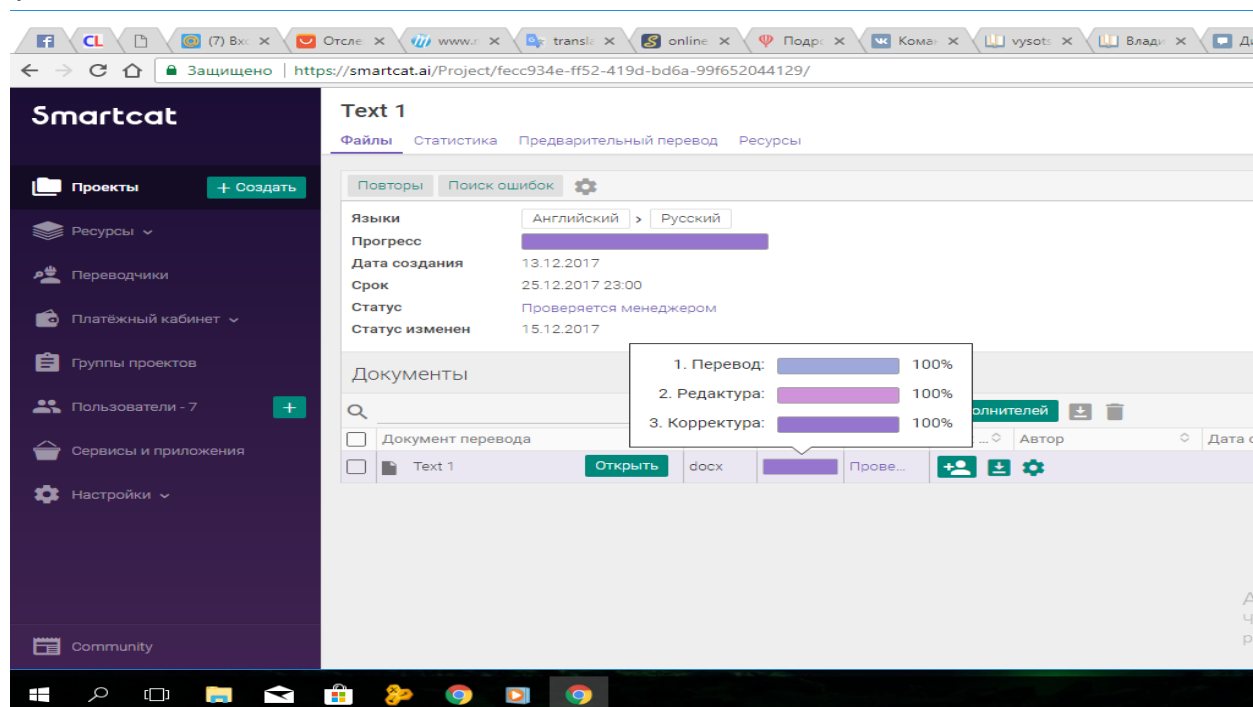 CL (7) Вх Отсле www.r transla online Подро Кома vysots Влади Ди
Защищено https://smartcat.ai/Project/fecc934e-ff52-419d-bd6a-99f652044129/
Smartcat
Text 1
Файлы Статистика Предварительный перевод Ресурсы
Проекты + Создать
Повторы Поиск ошибок
Языки Английский > Русский
Ресурсы
Прогресс
Дата создания 13.12.2017
Переводчики
Срок 25.12.2017 23:00
Статус Проверяется менеджером
Платёжный кабинет
Статус изменен 15.12.2017
Группы проектов
Документы
1. Перевод: 100%
2. Редактура: 100%
3. Корректура: 100%
Пользователи - 7 +
олнителей
Документ перевода ... Автор Дата с
Сервисы и приложения
Text 1 Открыть docx Прове...
Настройки
Community